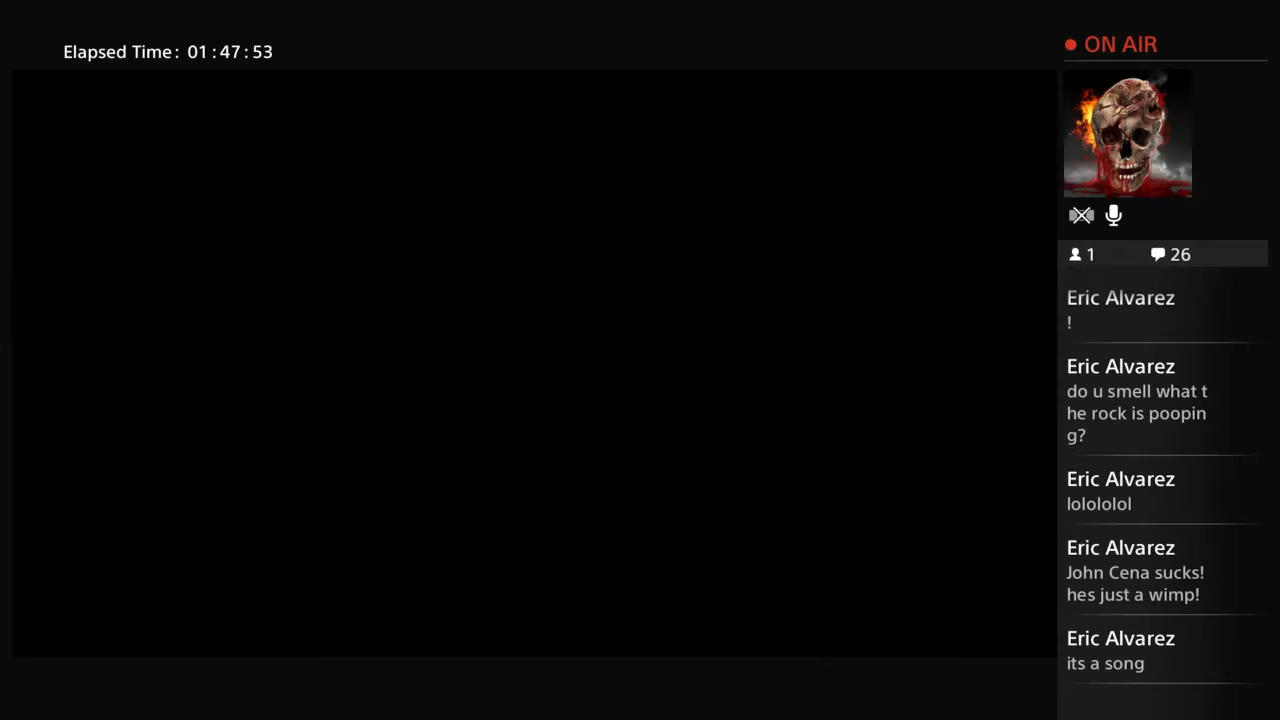 Elapsed Time: 01:47:53
ON AIR
1 26
Eric Alvarez
!
Eric Alvarez
do u smell what t
he rock is poopin
g?
Eric Alvarez
lolololol
Eric Alvarez
John Cena sucks!
hes just a wimp!
Eric Alvarez
its a song